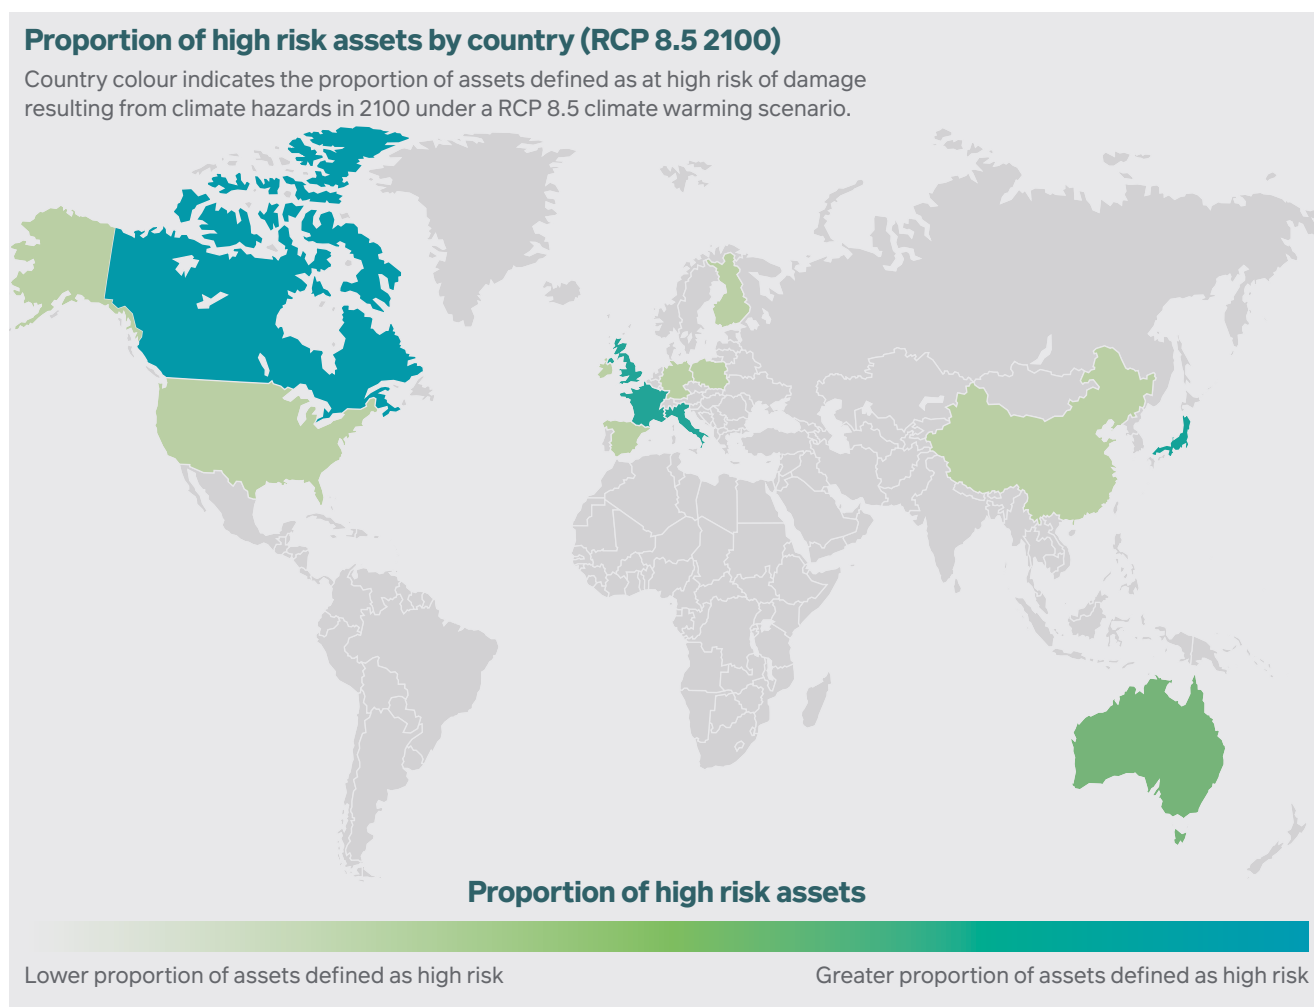 Proportion of high risk assets by country (RCP 8.5 2100)
Country colour indicates the proportion of assets defined as at high risk of damage
resulting from climate hazards in 2100 under a RCP 8.5 climate warming scenario.
Proportion of high risk assets
Lower proportion of assets defined as high risk
Greater proportion of assets defined as high risk